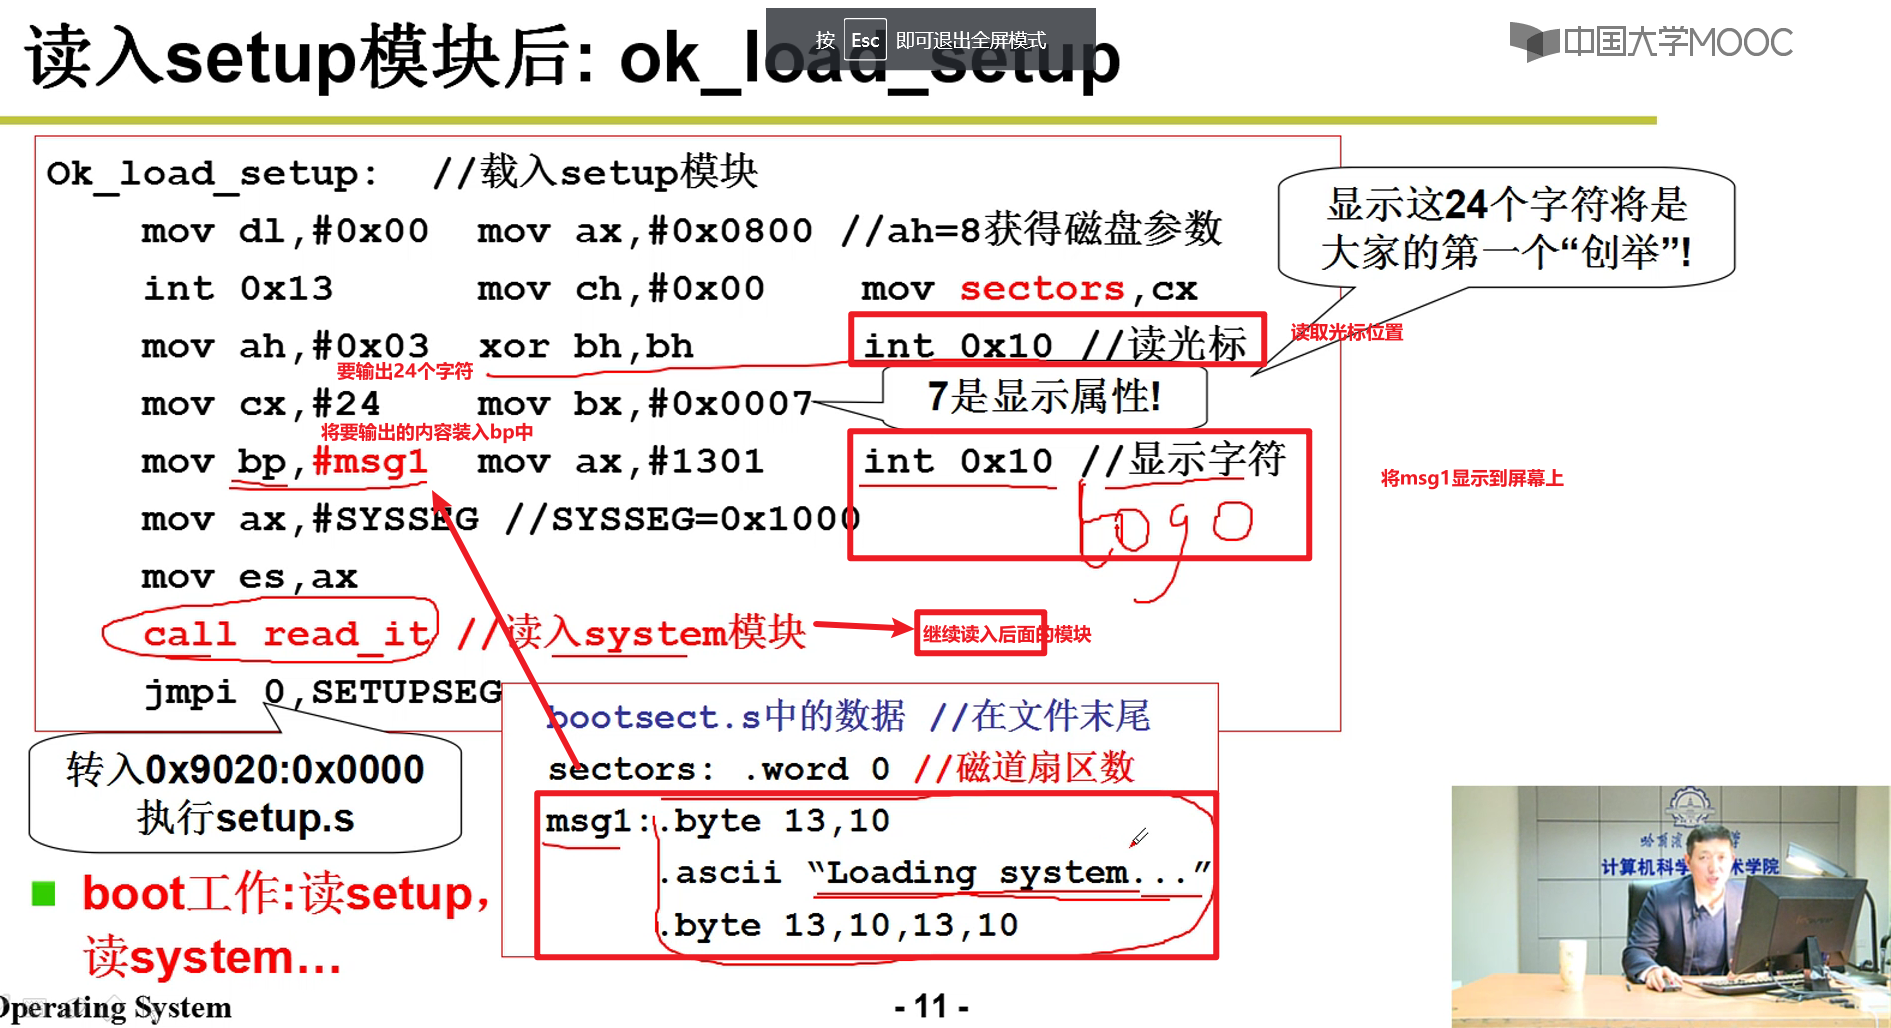 读入setup模块后: ok_load_setup
按 Esc 即可退出全屏模式
中国大学MOOC
Ok_load_setup: //载入setup模块
mov dl,#0x00 mov ax,#0x0800 //ah=8获得磁盘参数
int 0x13 mov ch,#0x00 mov sectors,cx
mov ah,#0x03 xor bh,bh int 0x10 //读光标
读取光标位置
要输出24个字符
mov cx,#24 mov bx,#0x0007
7是显示属性!
将要输出的内容装入bp中
mov bp,#msg1 mov ax,#1301 int 0x10 //显示字符
将msg1显示到屏幕上
mov ax,#SYSSEG //SYSSEG=0x1000
logo
mov es,ax
call read_it //读入system模块
继续读入后面的模块
jmpi 0,SETUPSEG
显示这24个字符将是
大家的第一个“创举”!
转入0x9020:0x0000
执行setup.s
bootsect.s中的数据 //在文件末尾
sectors: .word 0 //磁道扇区数
msg1:.byte 13,10
.ascii “Loading system...”
.byte 13,10,13,10
boot工作:读setup,
读system...
Operating System
- 11 -
计算机科学
术学院